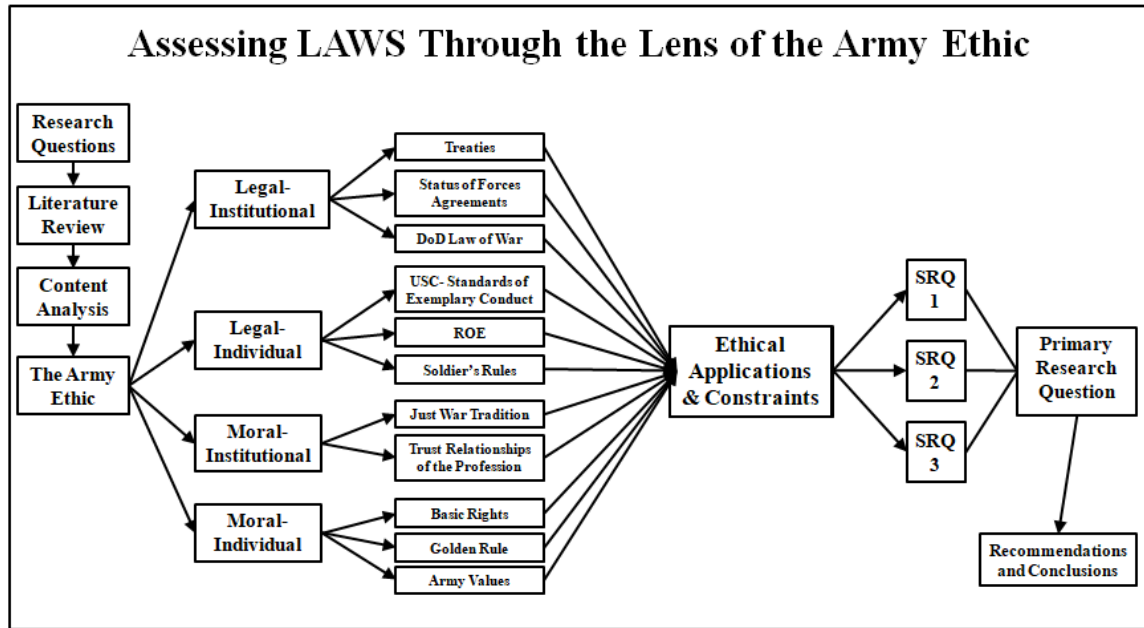 Assessing LAWS Through the Lens of the Army Ethic
Research
Questions
Literature
Review
Content
Analysis
The Army
Ethic
Legal-
Institutional
Legal-
Individual
Moral-
Institutional
Moral-
Individual
Treaties
Status of Forces
Agreements
DoD Law of War
USC- Standards of
Exemplary Conduct
ROE
Soldier's Rules
Just War Tradition
Trust Relationships
of the Profession
Basic Rights
Golden Rule
Army Values
Ethical
Applications
& Constraints
SRQ
1
SRQ
2
SRQ
3
Primary
Research
Question
Recommendations
and Conclusions